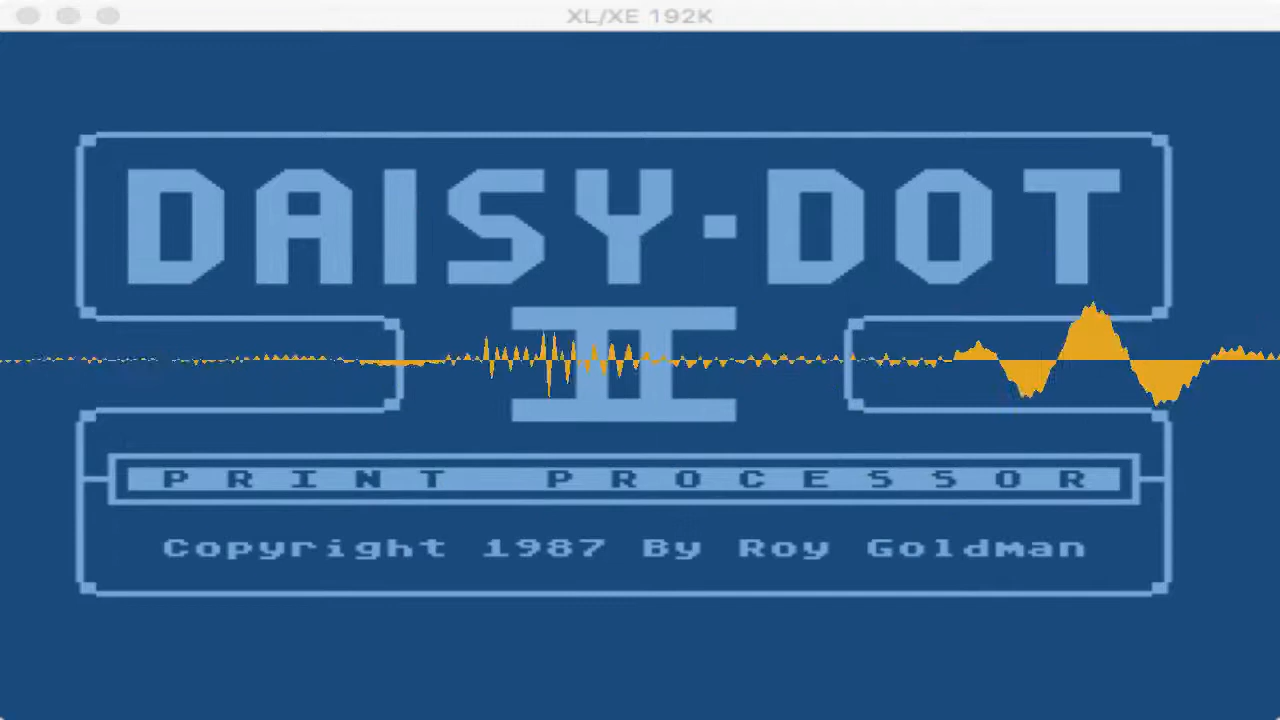 XL/XE 192K
DAISY·DOT
II
PRINT PROCESSOR
Copyright 1987 By Roy Goldman